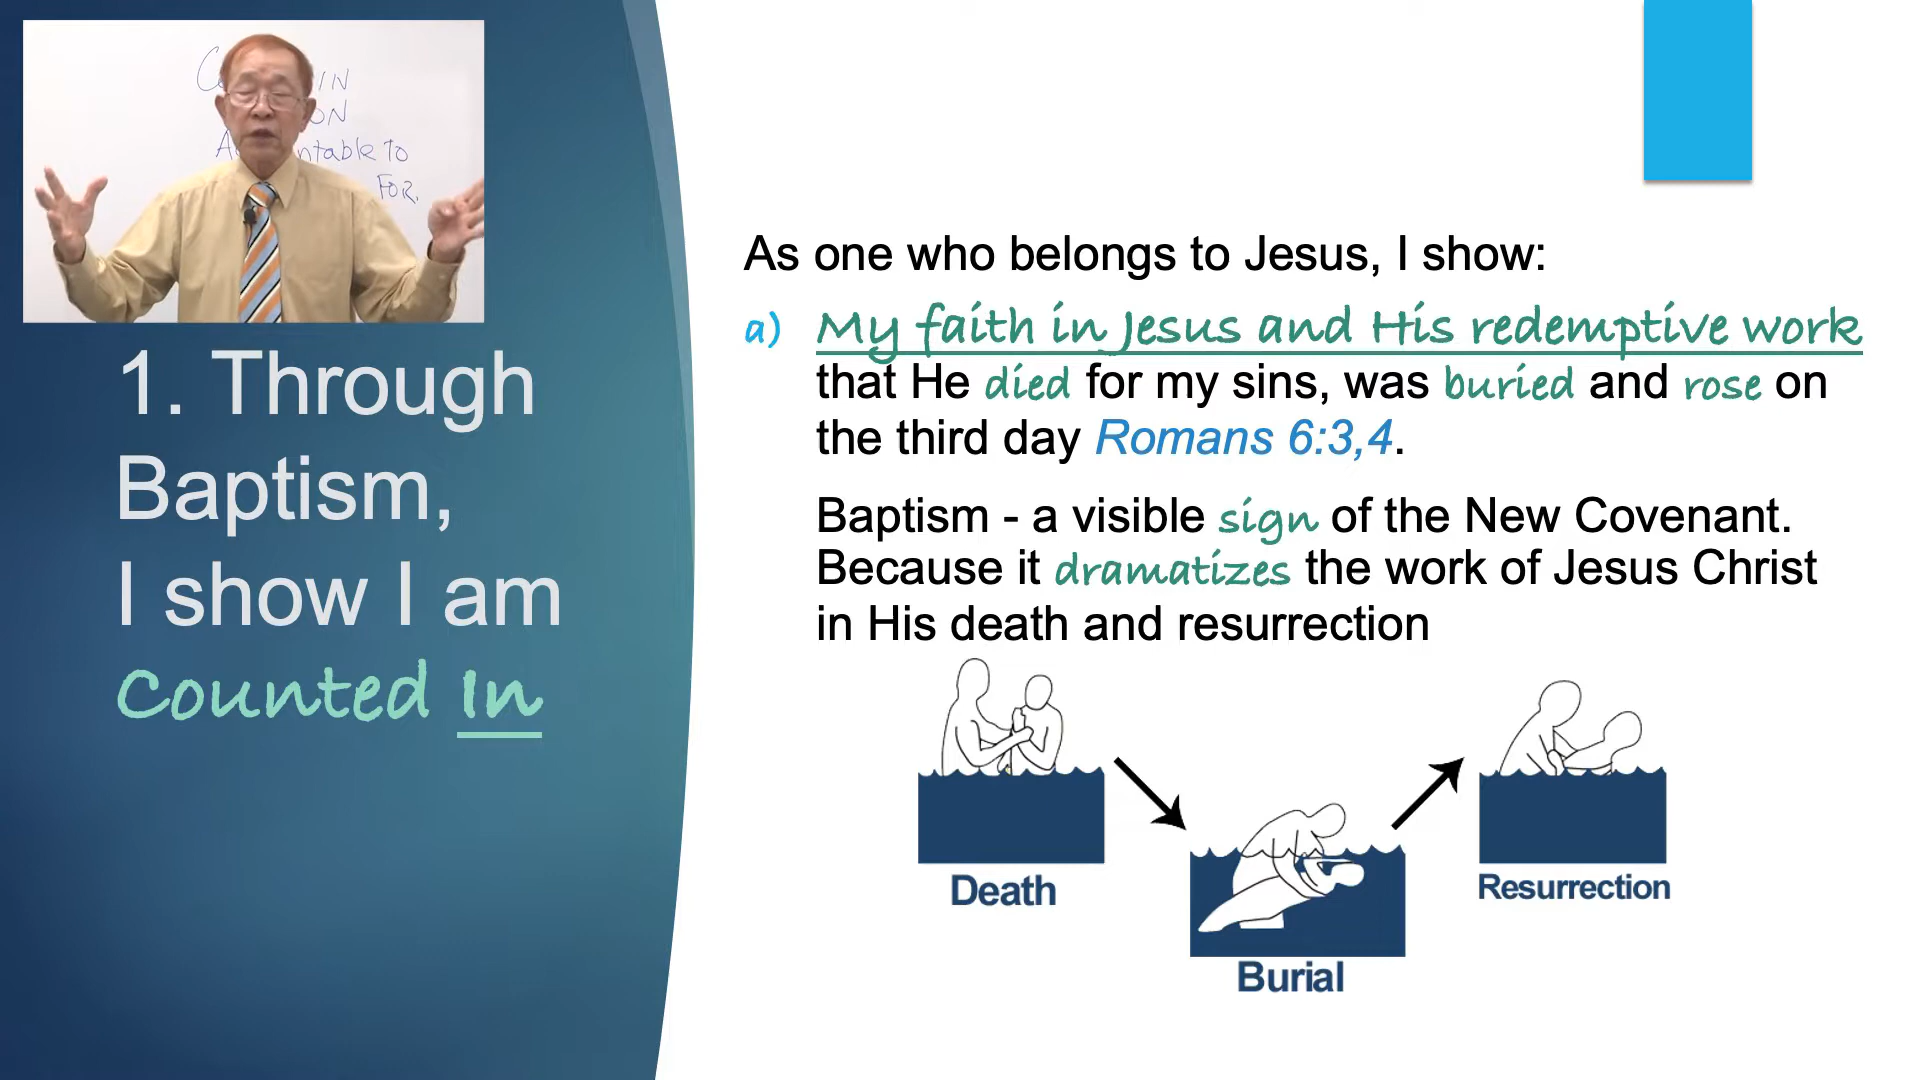 IN
ON
ntable To
FOR.
1. Through
Baptism,
I show I am
Counted In
As one who belongs to Jesus, I show:
a) My faith in Jesus and His redemptive work
that He died for my sins, was buried and rose on
the third day Romans 6:3,4.
Baptism - a visible sign of the New Covenant.
Because it dramatizes the work of Jesus Christ
in His death and resurrection
Death
Burial
Resurrection